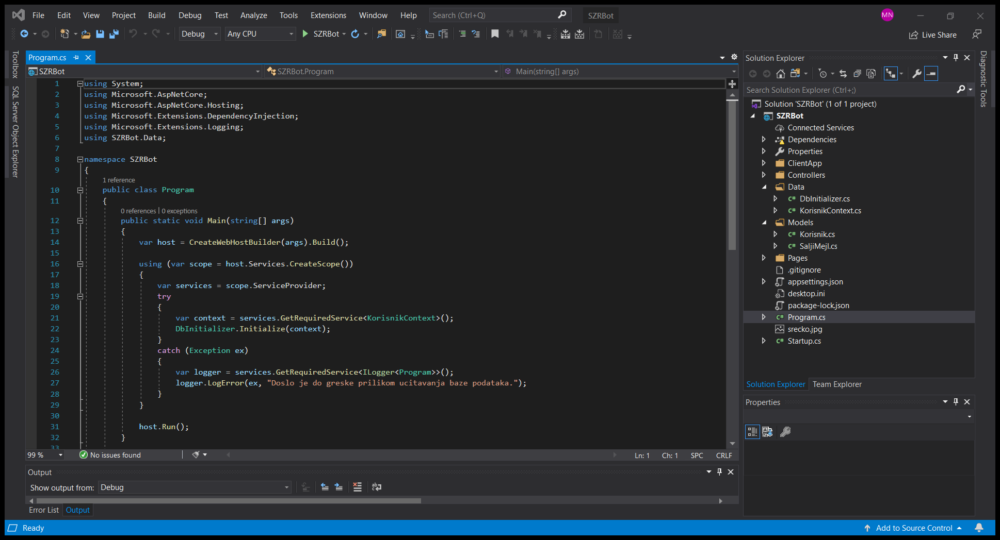 File Edit View Project Build Debug Test Analyze Tools Extensions Window Help Search (Ctrl+Q) SZRBot MN
Debug Any CPU SZRBot Live Share
Toolbox
SQL Server Object Explorer
Program.cs
SZRBot SZRBot.Program Main(string[] args)
1 using System;
2 using Microsoft.AspNetCore;
3 using Microsoft.AspNetCore.Hosting;
4 using Microsoft.Extensions.DependencyInjection;
5 using Microsoft.Extensions.Logging;
6 using SZRBot.Data;
7
8 namespace SZRBot
9 {
1 reference
10 public class Program
11 {
0 references | 0 exceptions
12 public static void Main(string[] args)
13 {
14 var host = CreateWebHostBuilder(args).Build();
15
16 using (var scope = host.Services.CreateScope())
17 {
18 var services = scope.ServiceProvider;
19 try
20 {
21 var context = services.GetRequiredService<KorisnikContext>();
22 DbInitializer.Initialize(context);
23 }
24 catch (Exception ex)
25 {
26 var logger = services.GetRequiredService<ILogger<Program>>();
27 logger.LogError(ex, "Doslo je do greske prilikom ucitavanja baze podataka.");
28 }
29 }
30
31 host.Run();
32 }
33
99 % No issues found Ln: 1 Ch: 1 SPC CRLF
Output
Show output from: Debug
Error List Output
Solution Explorer
Search Solution Explorer (Ctrl+;)
Solution 'SZRBot' (1 of 1 project)
SZRBot
Connected Services
Dependencies
Properties
ClientApp
Controllers
Data
C# DbInitializer.cs
C# KorisnikContext.cs
Models
C# Korisnik.cs
C# SaljiMejl.cs
Pages
.gitignore
appsettings.json
desktop.ini
package-lock.json
C# Program.cs
srecko.jpg
C# Startup.cs
Solution Explorer Team Explorer
Properties
Diagnostic Tools
Ready Add to Source Control